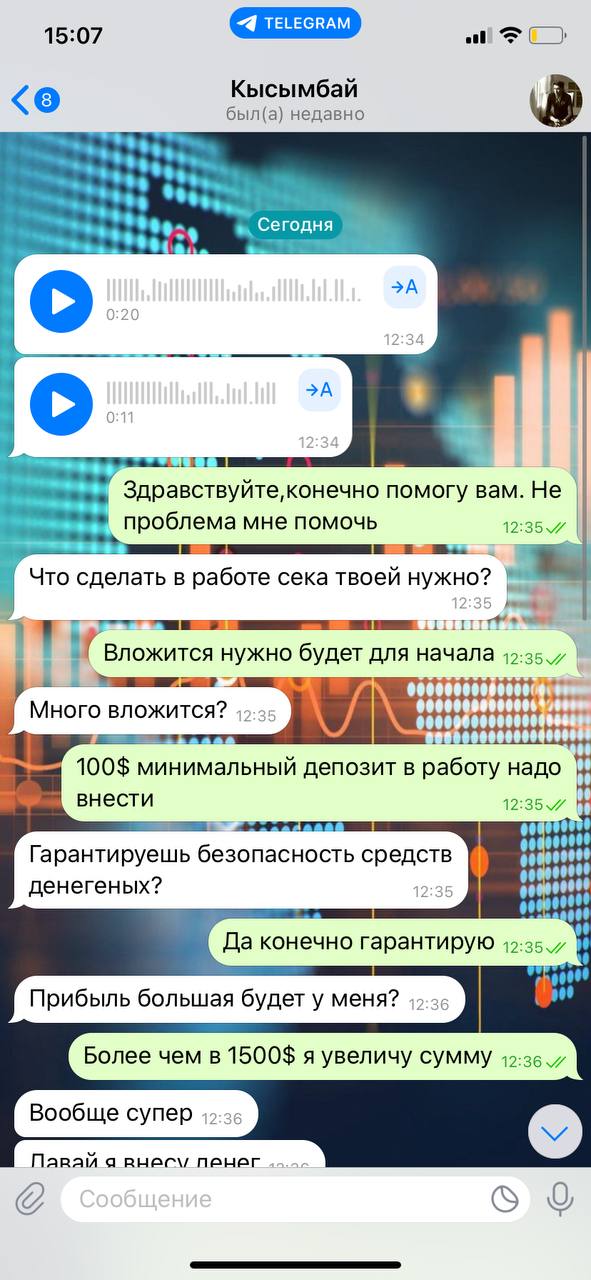 15:07
TELEGRAM
8
Кысымбай
был(а) недавно
Сегодня
→A
0:20
12:34
→A
0:11
12:34
Здравствуйте,конечно помогу вам. Не
проблема мне помочь
12:35
Что сделать в работе сека твоей нужно?
12:35
Вложится нужно будет для начала 12:35
Много вложится? 12:35
100$ минимальный депозит в работу надо
внести
12:35
Гарантируешь безопасность средств
денегеных?
12:35
Да конечно гарантирую 12:35
Прибыль большая будет у меня? 12:36
Более чем в 1500$ я увеличу сумму 12:36
Вообще супер 12:36
Давай я внесу денег 12:36
Сообщение